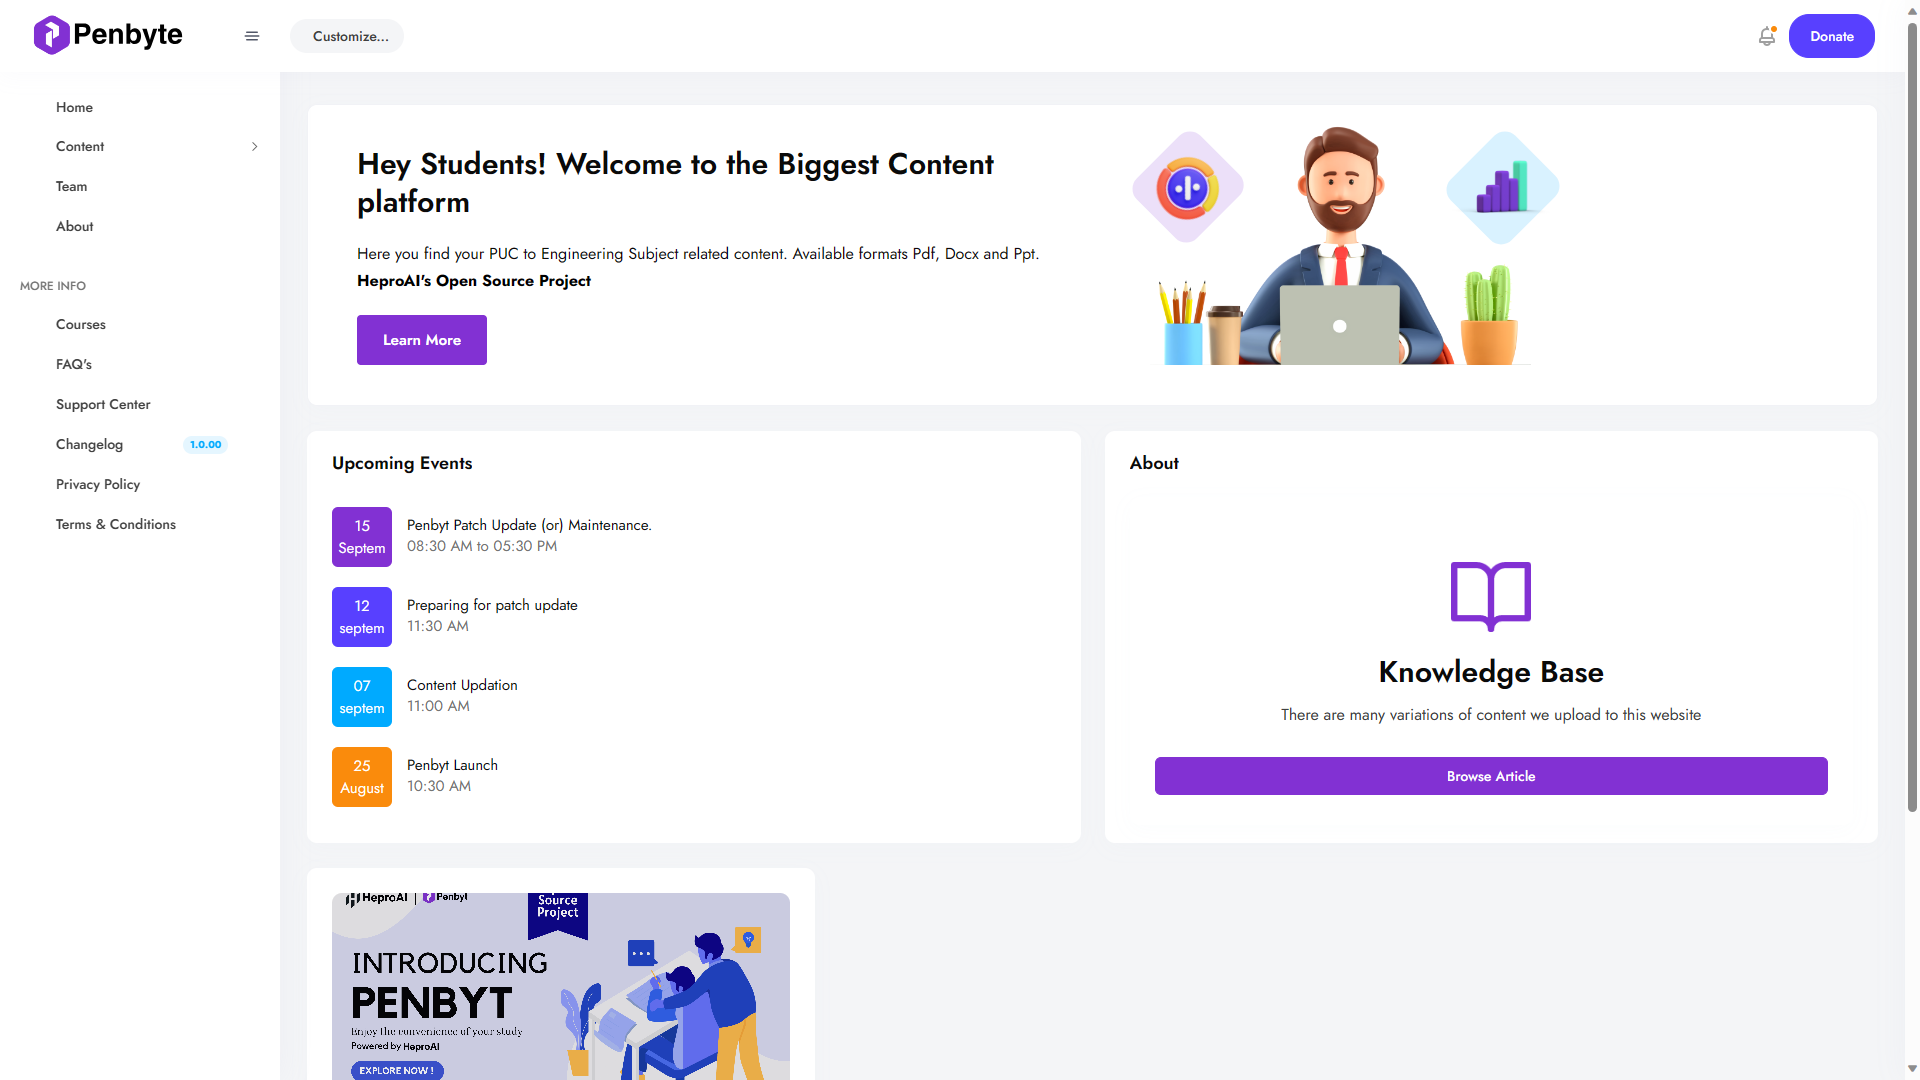 Penbyte
Customize...
Donate
Home
Content
Team
About
MORE INFO
Courses
FAQ's
Support Center
Changelog
1.0.00
Privacy Policy
Terms & Conditions
Hey Students! Welcome to the Biggest Content
platform
Here you find your PUC to Engineering Subject related content. Available formats Pdf, Docx and Ppt.
HeproAI's Open Source Project
Learn More
Upcoming Events
15
Septem
Penbyt Patch Update (or) Maintenance.
08:30 AM to 05:30 PM
12
septem
Preparing for patch update
11:30 AM
07
septem
Content Updation
11:00 AM
25
August
Penbyt Launch
10:30 AM
About
Knowledge Base
There are many variations of content we upload to this website
Browse Article
HeproAI | Penbyt
Source
Project
INTRODUCING
PENBYT
Enjoy the convenience of your study
Powered by HeproAI
EXPLORE NOW !